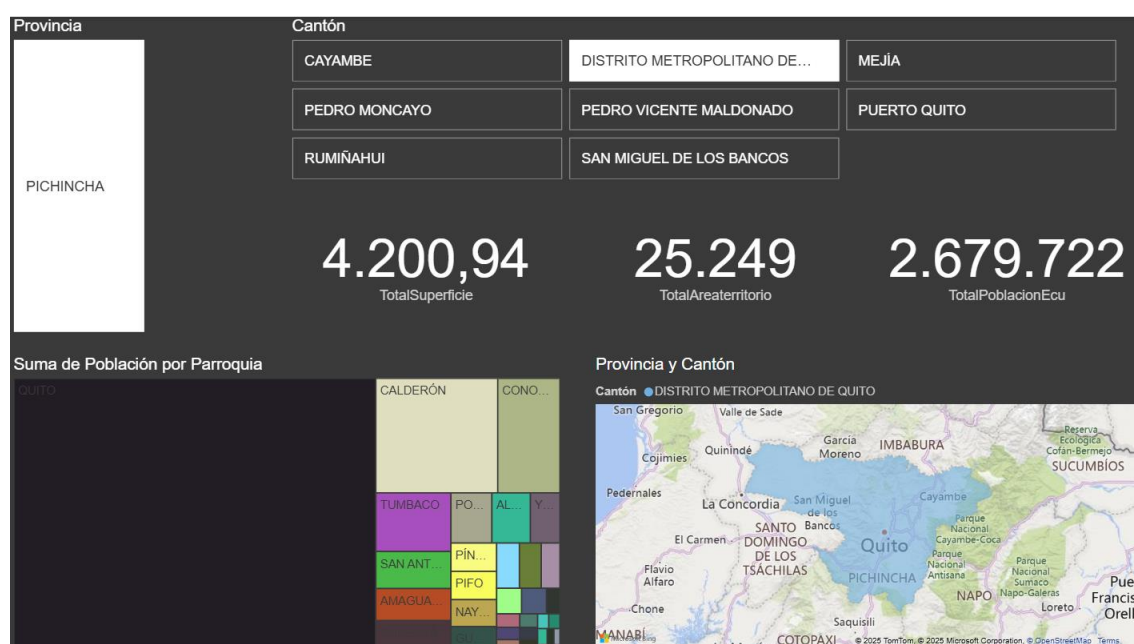 Provincia
Cantón
CAYAMBE
DISTRITO METROPOLITANO DE...
MEJÍA
PEDRO MONCAYO
PEDRO VICENTE MALDONADO
PUERTO QUITO
RUMIÑAHUI
SAN MIGUEL DE LOS BANCOS
PICHINCHA
4.200,94
TotalSuperficie
25.249
TotalAreaterritorio
2.679.722
TotalPoblacionEcu
Suma de Población por Parroquia
QUITO
CALDERÓN
CONO...
TUMBACO
PO...
AL...
Y...
SAN ANT...
PÍN...
PIFO
AMAGUA...
NAY...
GU...
Provincia y Cantón
Cantón DISTRITO METROPOLITANO DE QUITO
San Gregorio
Valle de Sade
Garcia
Moreno
IMBABURA
Reserva
Ecológica
Cofán-Bermejo
SUCUMBÍOS
Cojimies
Quinindé
Pedernales
La Concordia
San Miguel
de los
Bancos
Cayambe
Parque
Nacional
Cayambe-Coca
El Carmen
SANTO
DOMINGO
DE LOS
TSÁCHILAS
Quito
Parque
Nacional
Antisana
Parque
Nacional
Sumaco
Napo-Galeras
Flavio
Alfaro
PICHINCHA
NAPO
Pue
Francis
Orell
Loreto
Chone
Saquisili
MANABÍ
COTOPAXI
© 2025 TomTom, © 2025 Microsoft Corporation, © OpenStreetMap Terms